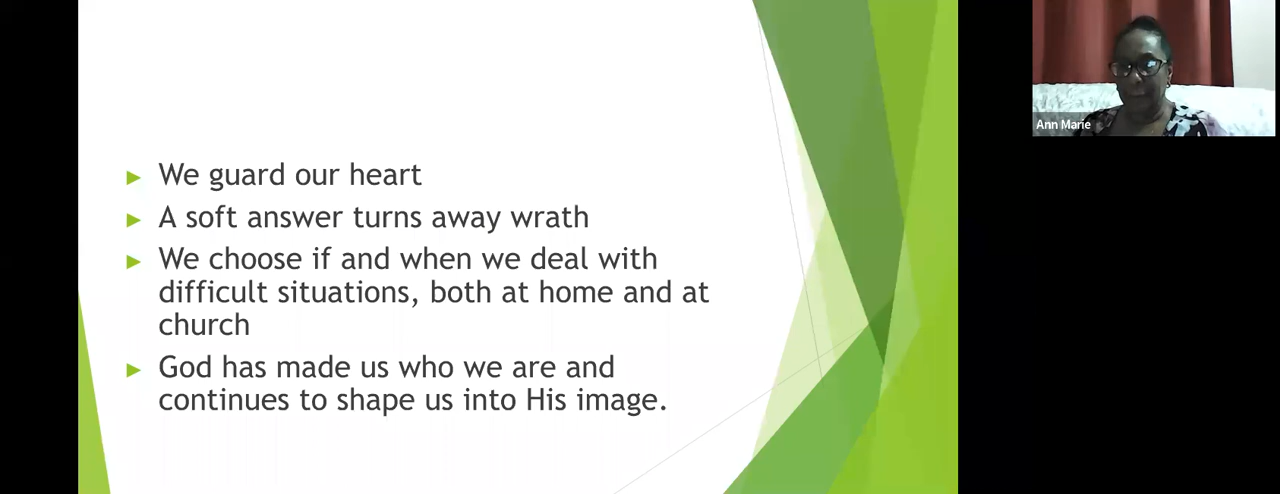 We guard our heart
A soft answer turns away wrath
We choose if and when we deal with
difficult situations, both at home and at
church
God has made us who we are and
continues to shape us into His image.
Ann Marie